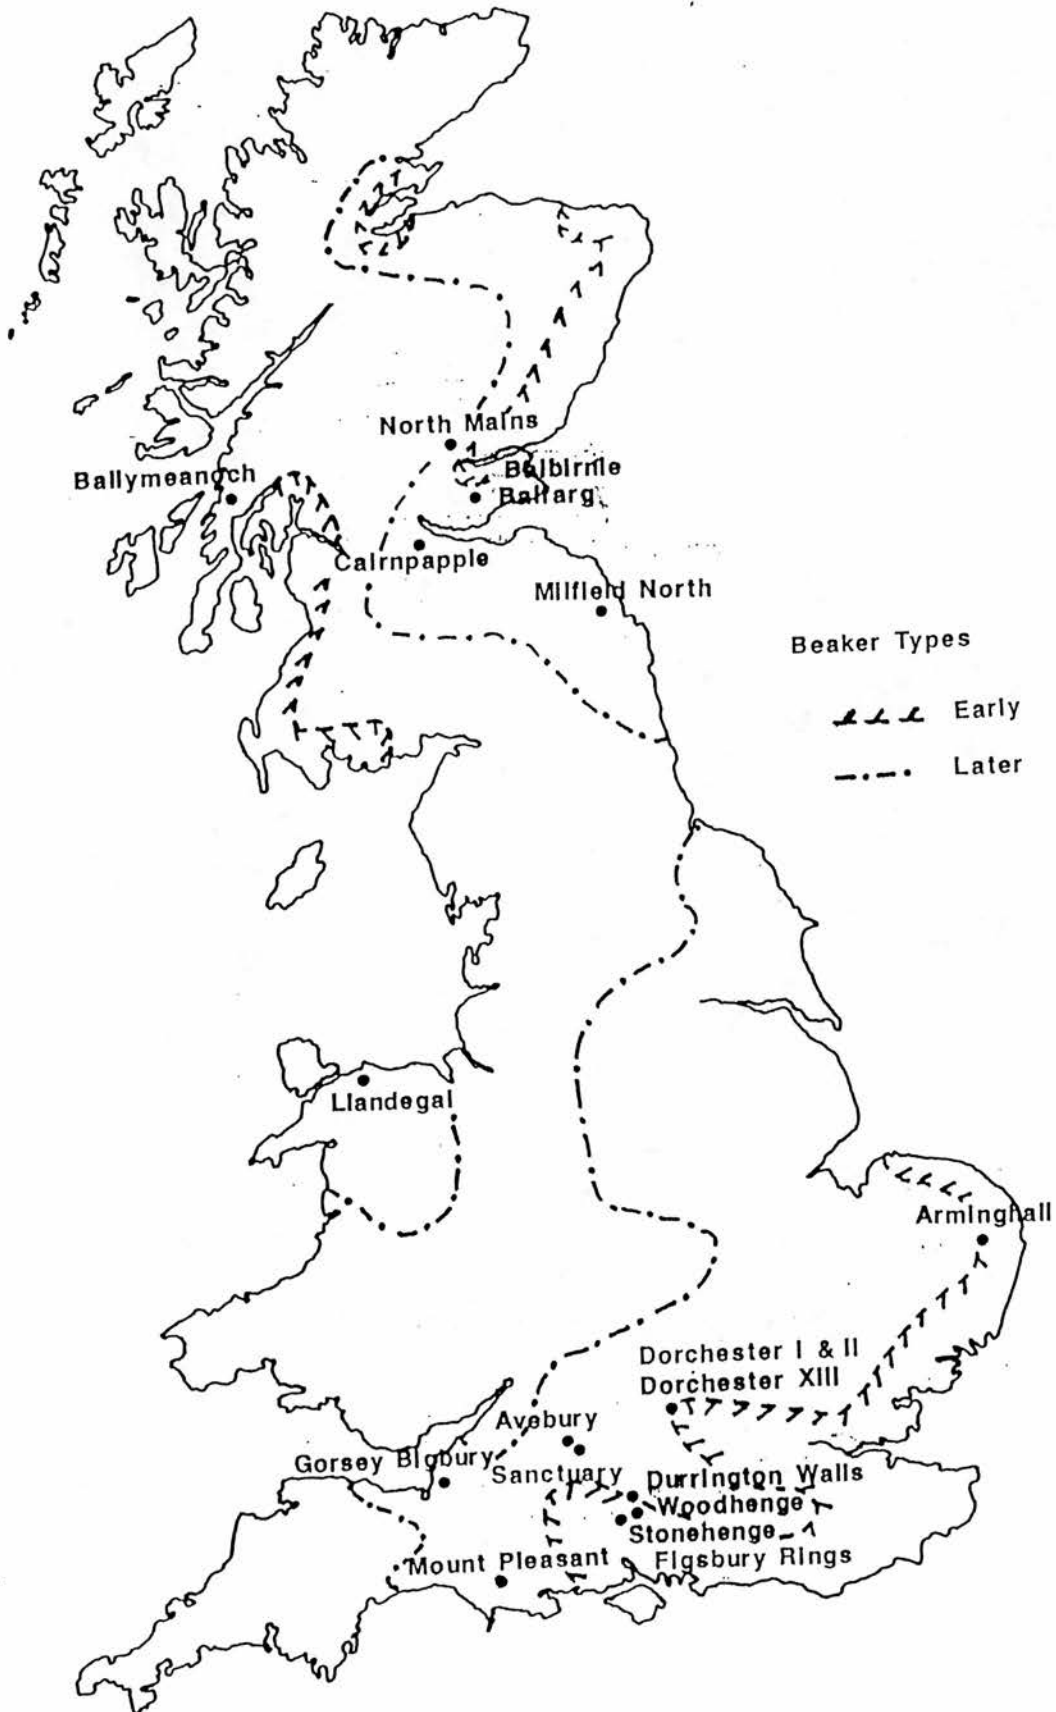 North Mains
Balbirnie
Ballymeanoch
Balfarg
Cairnpapple
Milfield North
Beaker Types
Early
Later
Llandegai
Arminghall
Dorchester I & II
Dorchester XIII
Avebury
Gorsey Bigbury
Sanctuary
Durrington Walls
Woodhenge
Stonehenge
Mount Pleasant
Figsbury Rings